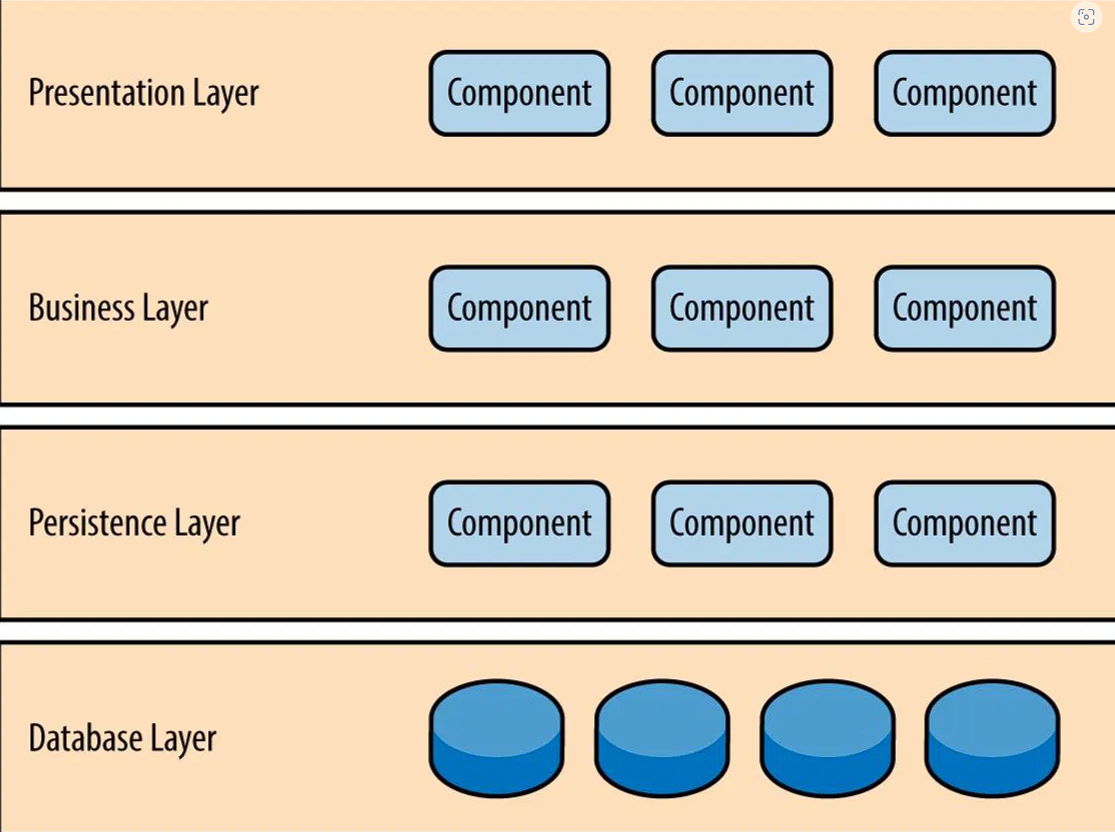 Presentation Layer
Component
Component
Component
Business Layer
Component
Component
Component
Persistence Layer
Component
Component
Component
Database Layer